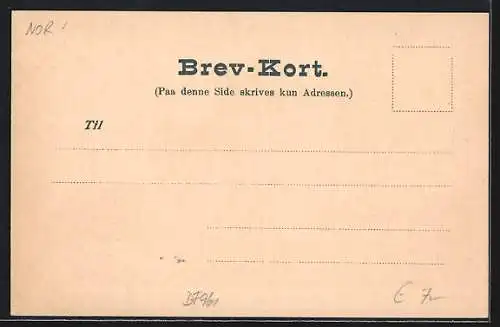 NOR!
Brev-Kort.
(Paa denne Side skrives kun Adressen.)
Til